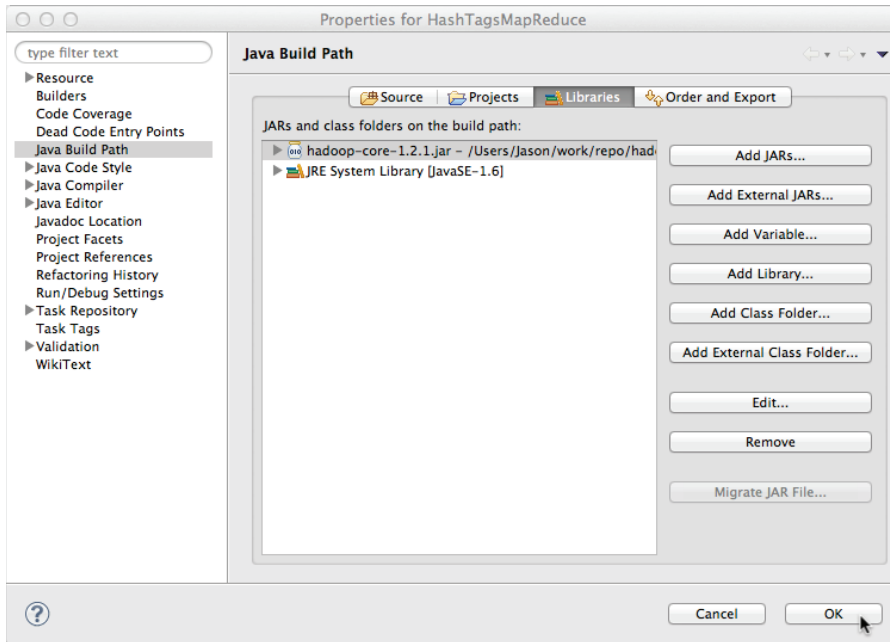 Properties for HashTagsMapReduce
type filter text
Resource
Builders
Code Coverage
Dead Code Entry Points
Java Build Path
Java Code Style
Java Compiler
Java Editor
Javadoc Location
Project Facets
Project References
Refactoring History
Run/Debug Settings
Task Repository
Task Tags
Validation
WikiText
Java Build Path
Source Projects Libraries Order and Export
JARs and class folders on the build path:
hadoop-core-1.2.1.jar – /Users/Jason/work/repo/had
JRE System Library [JavaSE-1.6]
Add JARs...
Add External JARs...
Add Variable...
Add Library...
Add Class Folder...
Add External Class Folder...
Edit...
Remove
Migrate JAR File...
?
Cancel OK